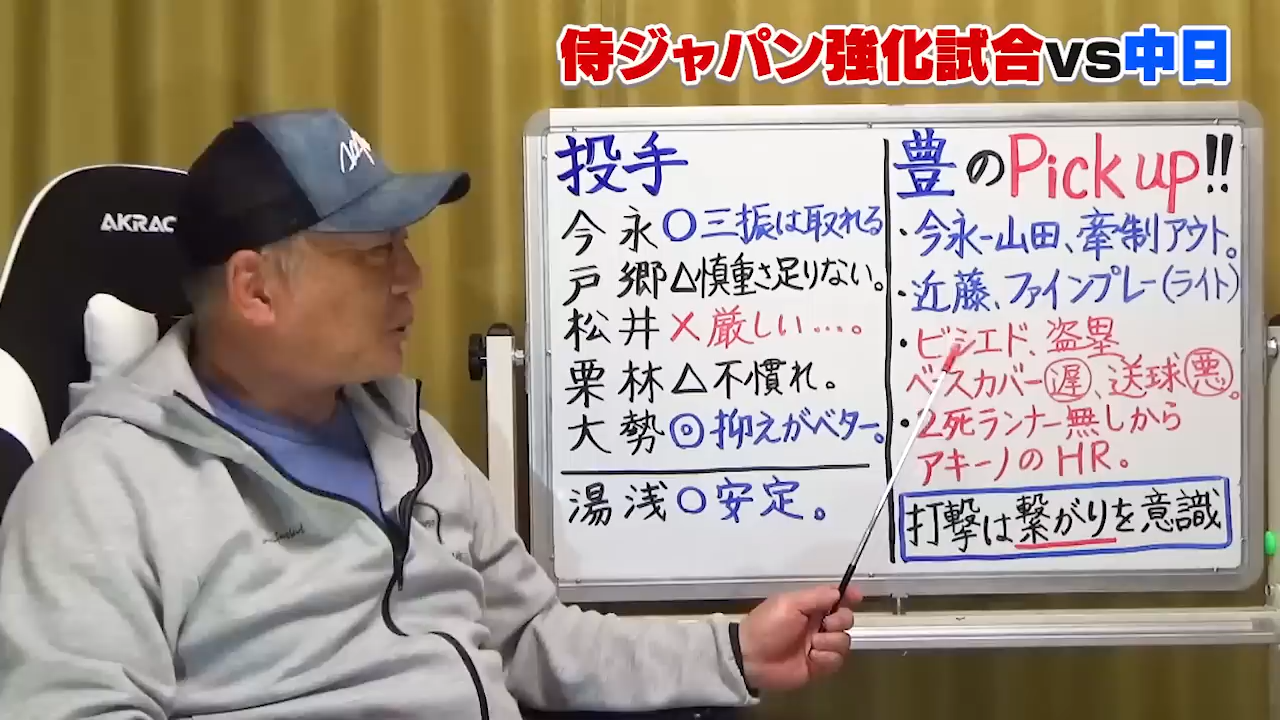 侍ジャパン強化試合vs中日
AKRAC
投手
今永〇三振は取れる
戸郷△慎重さ足りない。
松井×厳しい....。
栗林△不慣れ。
大勢◎抑えがベター。
湯浅〇安定。
豊のPick up!!
・今永-山田、牽制アウト。
・近藤、ファインプレー(ライト)
・ビシエド、盗塁
ベースカバー遅、送球悪。
・2死ランナー無しから
アキーノのHR。
打撃は繋がりを意識